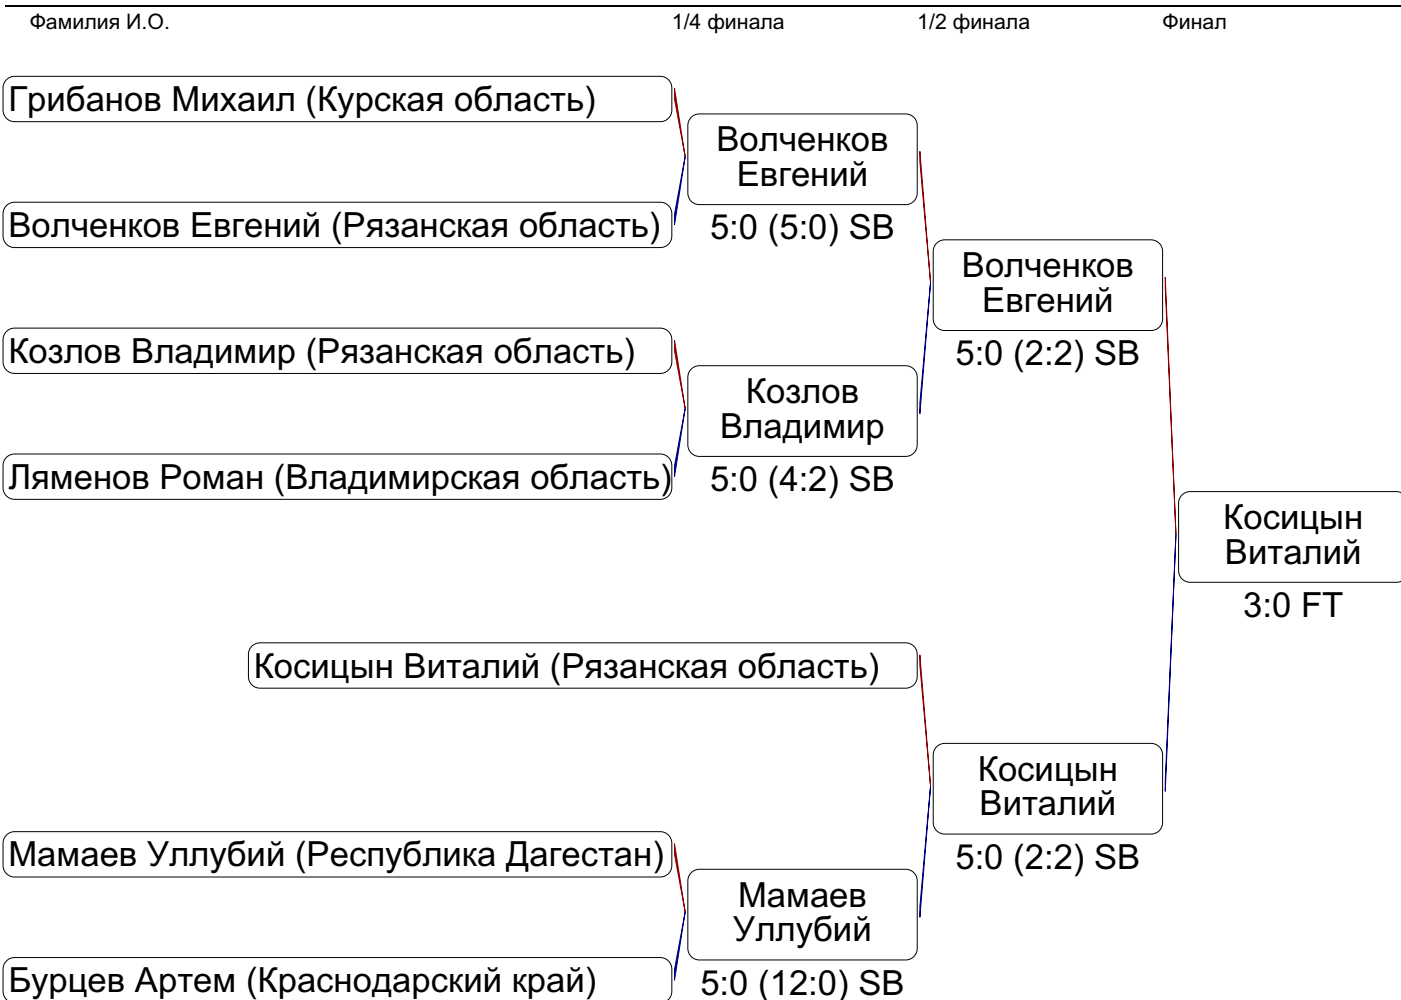 Фамилия И.О. 1/4 финала 1/2 финала Финал
Грибанов Михаил (Курская область)
Волченков
Евгений
Волченков Евгений (Рязанская область)
5:0 (5:0) SB
Волченков
Евгений
Козлов Владимир (Рязанская область)
5:0 (2:2) SB
Козлов
Владимир
Ляменов Роман (Владимирская область)
5:0 (4:2) SB
Косицын
Виталий
3:0 FT
Косицын Виталий (Рязанская область)
Косицын
Виталий
Мамаев Уллубий (Республика Дагестан)
5:0 (2:2) SB
Мамаев
Уллубий
Бурцев Артем (Краснодарский край)
5:0 (12:0) SB